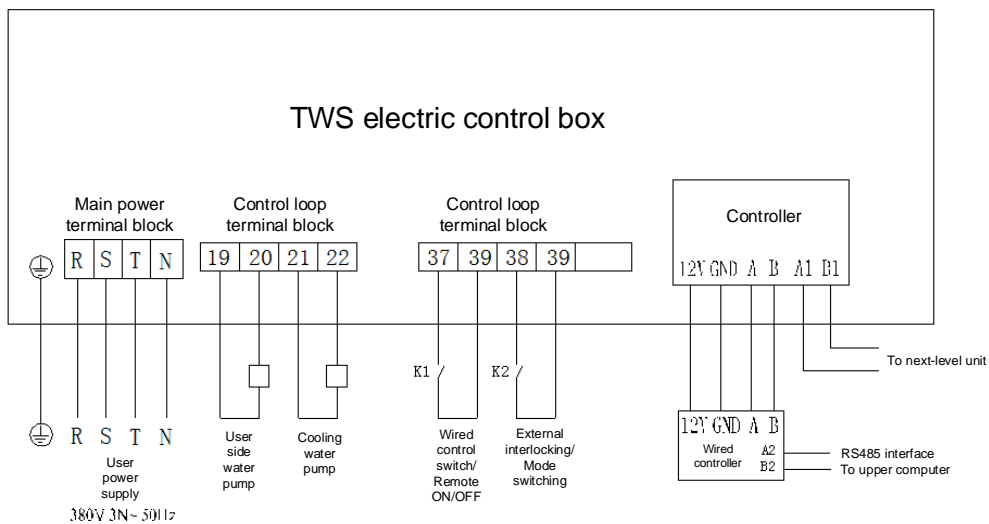 TWS electric control box
Main power
terminal block
Control loop
terminal block
Control loop
terminal block
Controller
R S T N
19 20 21 22
37 39 38 39
12V GND A B A1 B1
To next-level unit
K1
K2
R S T N
User
power
supply
380V 3N~ 50Hz
User
side
water
pump
Cooling
water
pump
Wired
control
switch/
Remote
ON/OFF
External
interlocking/
Mode
switching
12V GND A B
Wired
controller
A2
B2
RS485 interface
To upper computer